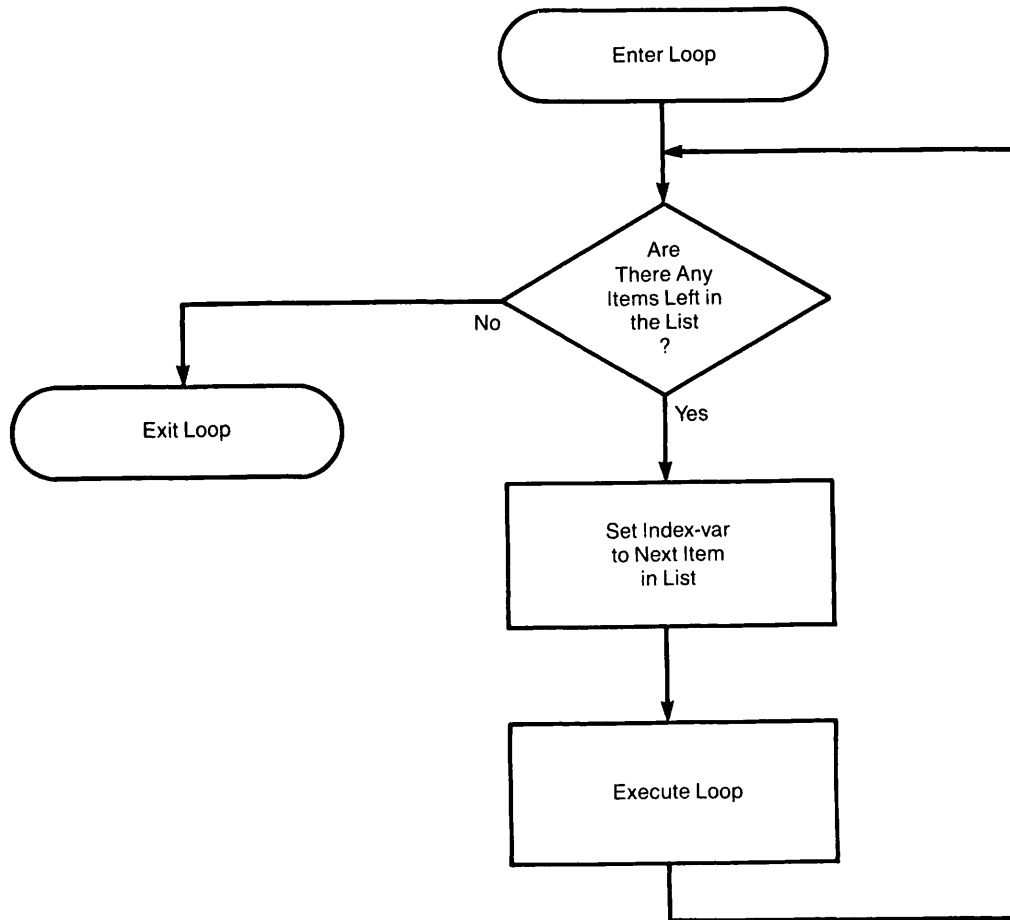 Enter Loop
Are
There Any
Items Left in
the List
?
No
Yes
Exit Loop
Set Index-var
to Next Item
in List
Execute Loop